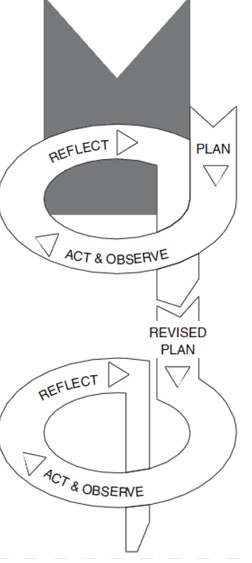 PLAN
ACT & OBSERVE
REFLECT
REVISED
PLAN
ACT & OBSERVE
REFLECT